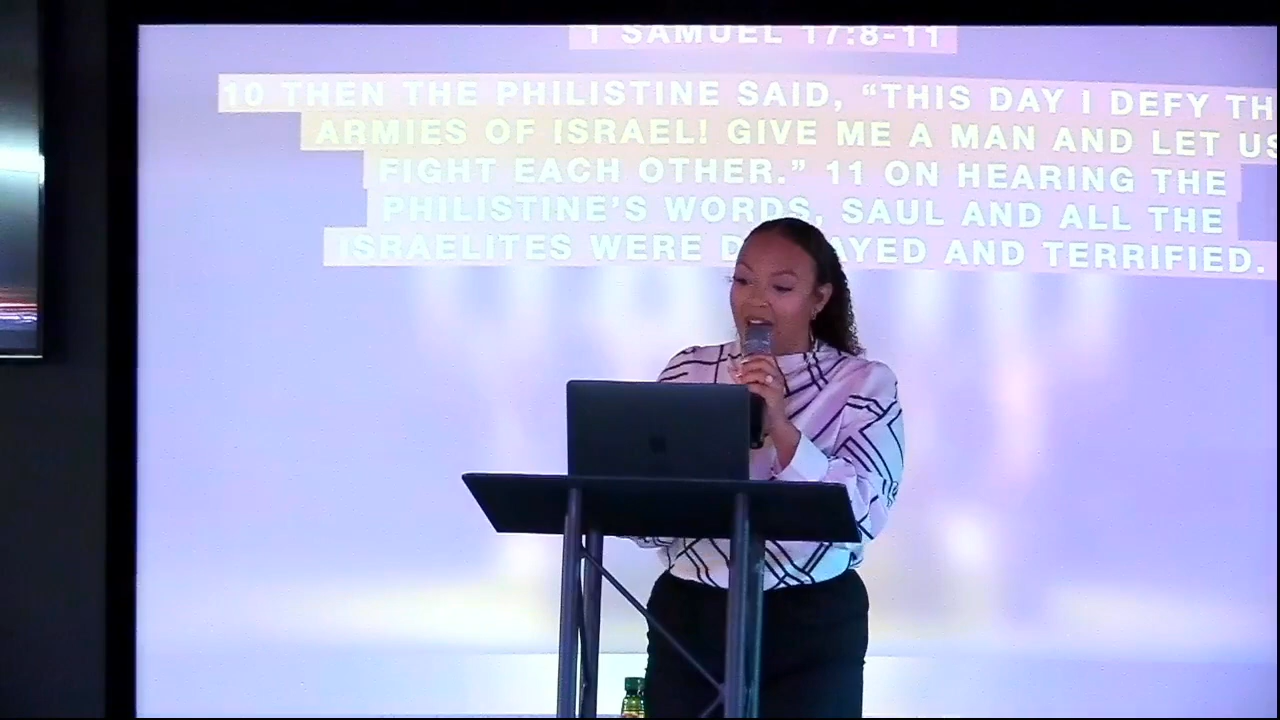 1 SAMUEL 17:8-11
10 THEN THE PHILISTINE SAID, “THIS DAY I DEFY TH
ARMIES OF ISRAEL! GIVE ME A MAN AND LET US
FIGHT EACH OTHER.” 11 ON HEARING THE
PHILISTINE’S WORDS, SAUL AND ALL THE
ISRAELITES WERE D AYED AND TERRIFIED.